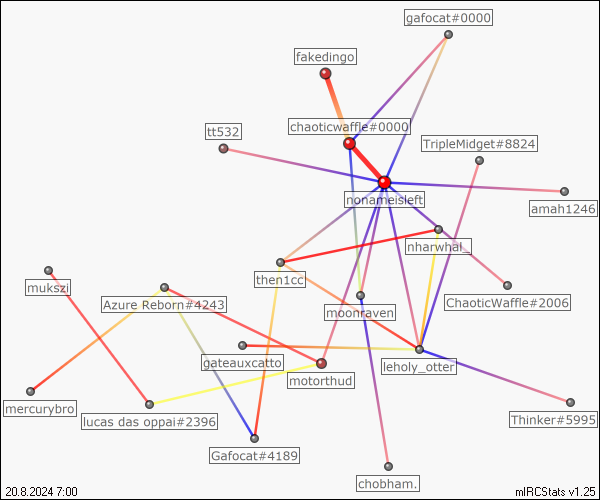 gafocat#0000
fakedingo
chaoticwaffle#0000
tt532
TripleMidget#8824
nonameisleft
amah1246
nharwhal_
then1cc
mukszi
ChaoticWaffle#2006
Azure Reborn#4243
moonraven
gateauxcatto
leholy_otter
motorthud
mercurybro
lucas das oppai#2396
Thinker#5995
Gafocat#4189
chobham.
20.8.2024 7:00
mIRCStats v1.25